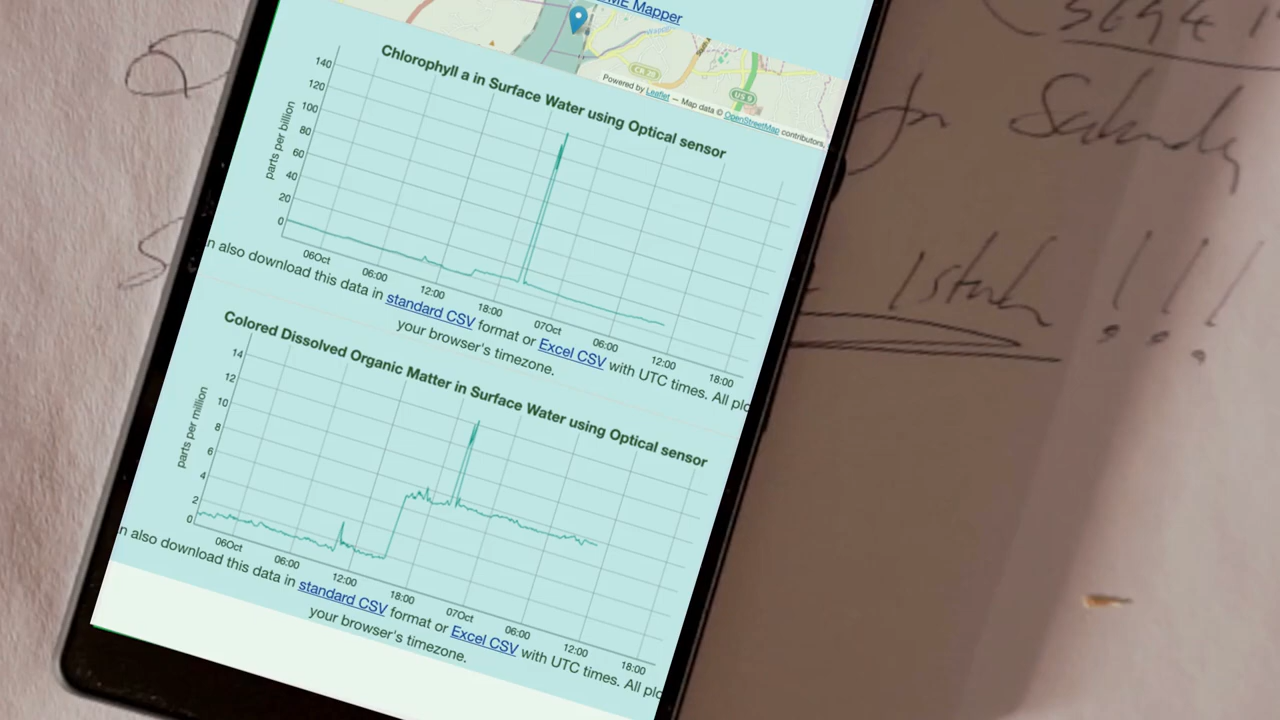 ME Mapper
CA 20
US 9
Powered by Leaflet — Map data © OpenStreetMap contributors,
Chlorophyll a in Surface Water using Optical sensor
parts per billion
140
120
100
80
60
40
20
0
06Oct
06:00
12:00
18:00
07Oct
06:00
12:00
18:00
n also download this data in standard CSV format or Excel CSV with UTC times. All plo
your browser's timezone.
Colored Dissolved Organic Matter in Surface Water using Optical sensor
parts per million
14
12
10
8
6
4
2
0
06Oct
06:00
12:00
18:00
07Oct
06:00
12:00
18:00
n also download this data in standard CSV format or Excel CSV with UTC times. All plo
your browser's timezone.